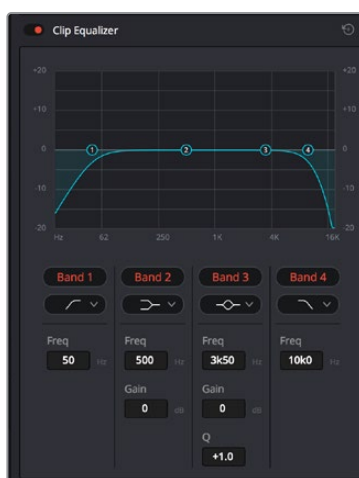 Clip Equalizer
+20 +20
+10 +10
0 1 2 3 4 0
-10 -10
-20 -20
Hz 62 250 1K 4K 16K
Band 1 Band 2 Band 3 Band 4
Freq Freq Freq Freq
50 Hz 500 Hz 3k50 Hz 10k0 Hz
Gain Gain
0 dB 0 dB
Q
+1.0